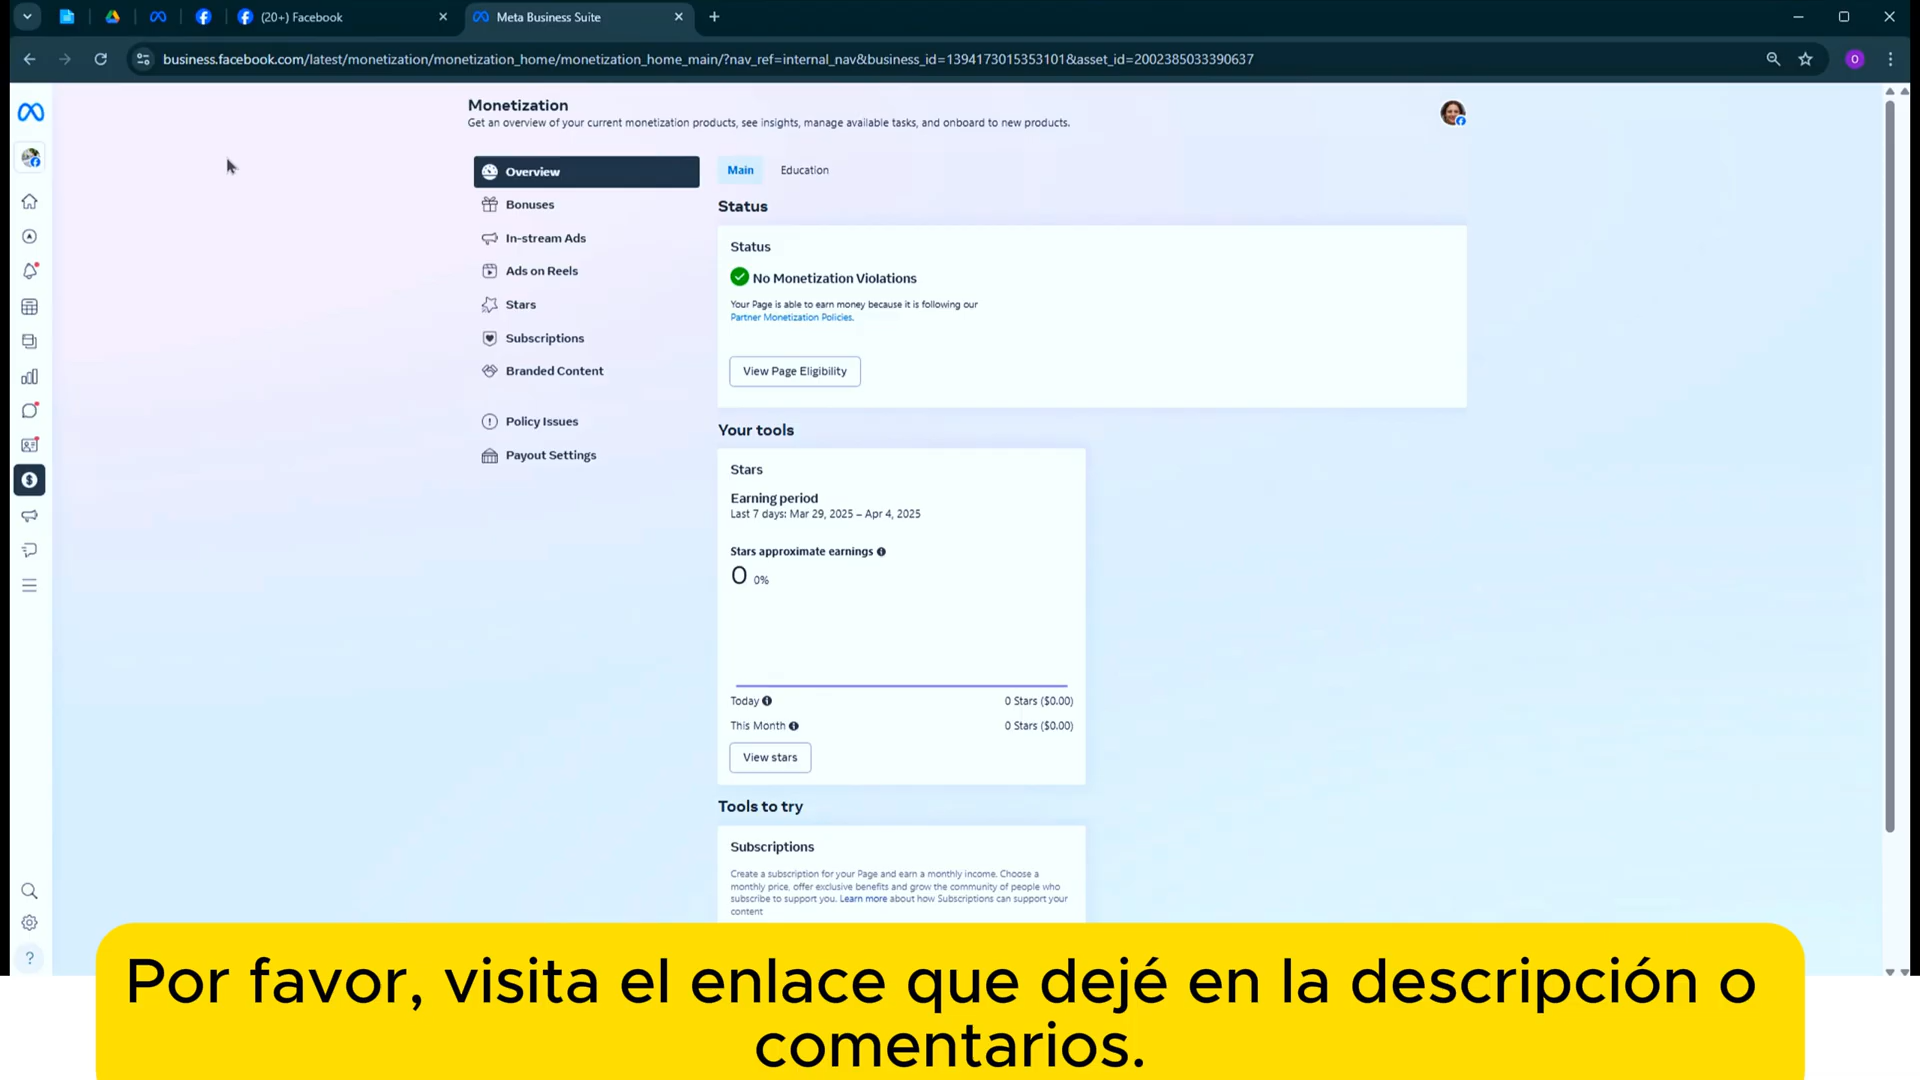 (20+) Facebook
Meta Business Suite
business.facebook.com/latest/monetization/monetization_home/monetization_home_main/?nav_ref=internal_nav&business_id=1394173015353101&asset_id=2002385033390637
O
Monetization
Get an overview of your current monetization products, see insights, manage available tasks, and onboard to new products.
Overview
Bonuses
In-stream Ads
Ads on Reels
Stars
Subscriptions
Branded Content
Policy Issues
Payout Settings
Main
Education
Status
Status
No Monetization Violations
Your Page is able to earn money because it is following our
Partner Monetization Policies.
View Page Eligibility
Your tools
Stars
Earning period
Last 7 days: Mar 29, 2025 – Apr 4, 2025
Stars approximate earnings
0 0%
Today 0 Stars ($0.00)
This Month 0 Stars ($0.00)
View stars
Tools to try
Subscriptions
Create a subscription for your Page and earn a monthly income. Choose a
monthly price, offer exclusive benefits and grow the community of people who
subscribe to support you. Learn more about how Subscriptions can support your
content
Por favor, visita el enlace que dejé en la descripción o
comentarios.